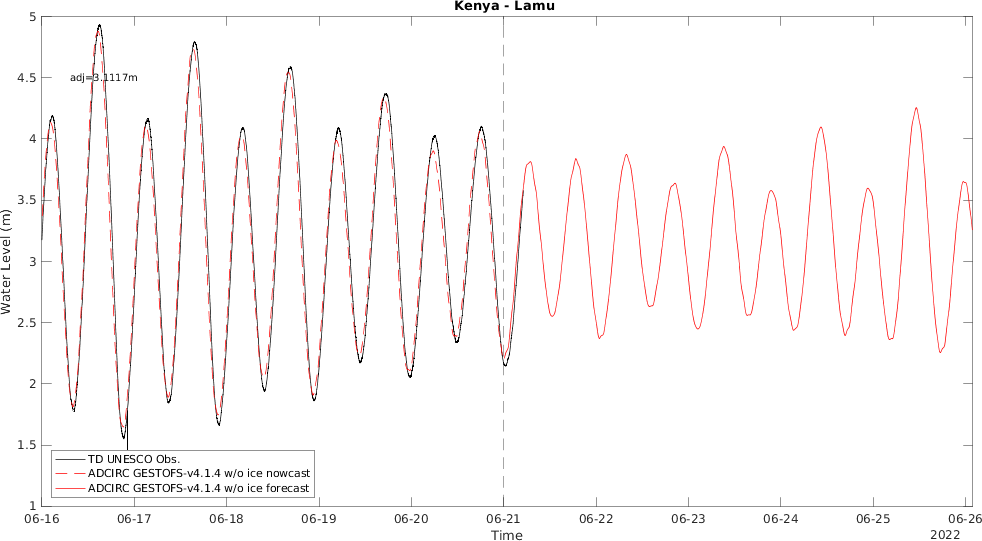 Kenya - Lamu
5
4.5
4
3.5
3
2.5
2
1.5
1
Water Level (m)
adj=3.1117m
TD UNESCO Obs.
ADCIRC GESTOFS-v4.1.4 w/o ice nowcast
ADCIRC GESTOFS-v4.1.4 w/o ice forecast
06-16 06-17 06-18 06-19 06-20 06-21 06-22 06-23 06-24 06-25 06-26
Time
2022